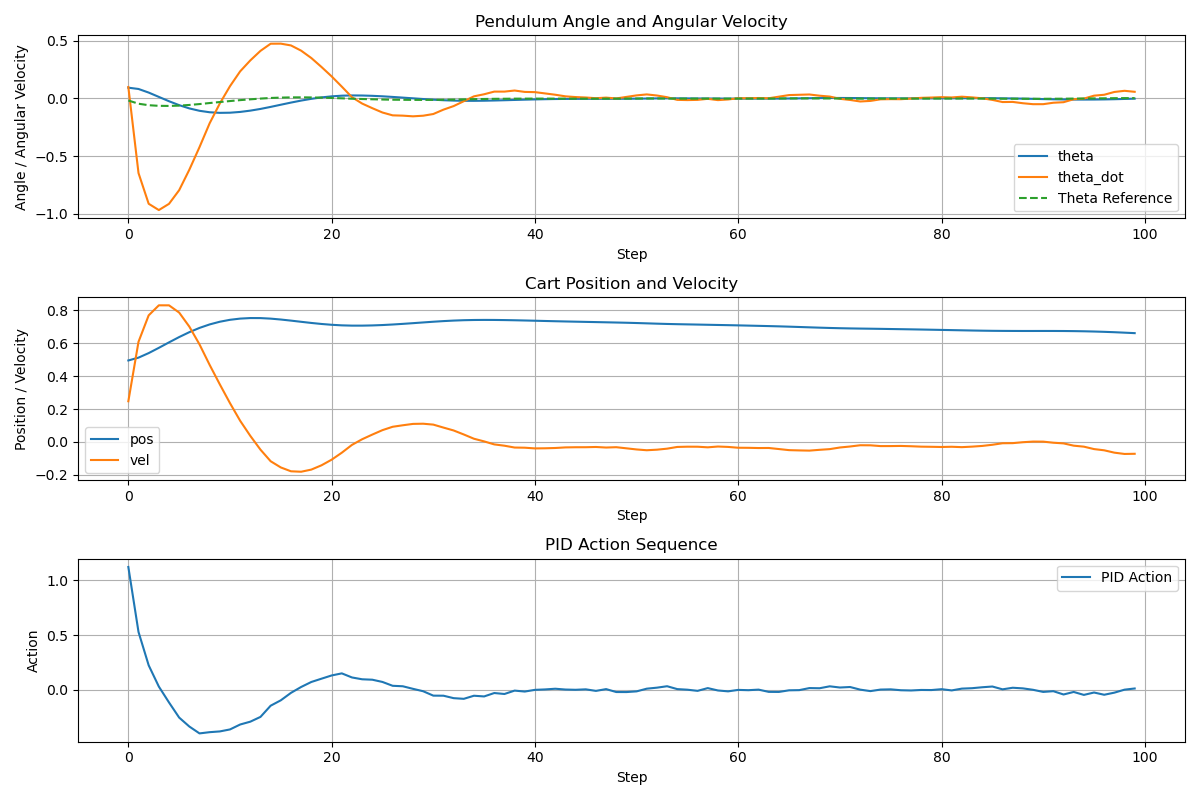 Pendulum Angle and Angular Velocity
Angle / Angular Velocity
0.5
0.0
−0.5
−1.0
theta
theta_dot
Theta Reference
0 20 40 60 80 100
Step
Cart Position and Velocity
Position / Velocity
0.8
0.6
0.4
0.2
0.0
−0.2
pos
vel
0 20 40 60 80 100
Step
PID Action Sequence
Action
1.0
0.5
0.0
PID Action
0 20 40 60 80 100
Step